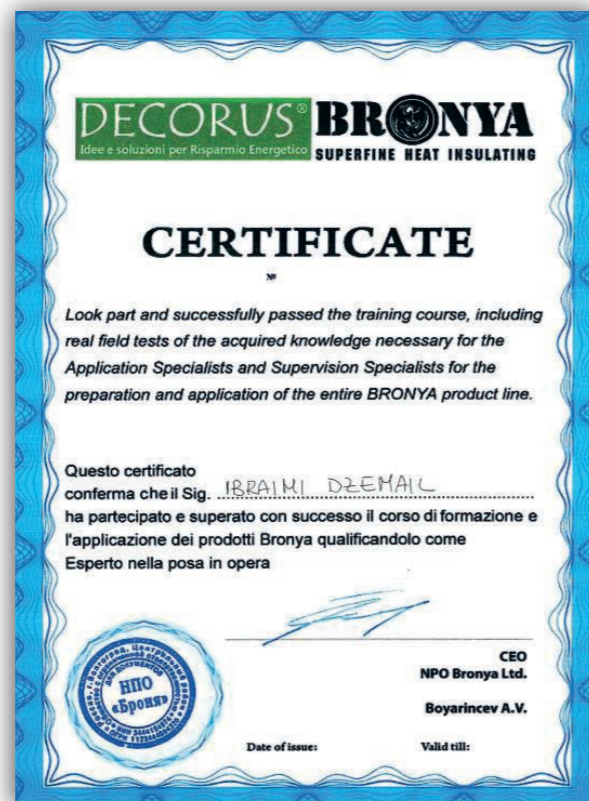 DECORUS®
Idee e soluzioni per Risparmio Energetico
BRONYA
SUPERFINE HEAT INSULATING
CERTIFICATE
№
Look part and successfully passed the training course, including
real field tests of the acquired knowledge necessary for the
Application Specialists and Supervision Specialists for the
preparation and application of the entire BRONYA product line.
Questo certificato
conferma che il Sig. IBRAIMI DZEMAIL
ha partecipato e superato con successo il corso di formazione e
l'applicazione dei prodotti Bronya qualificandolo come
Esperto nella posa in opera
CEO
NPO Bronya Ltd.
Boyarincev A.V.
НПО
«Броня»
Date of issue:
Valid till: